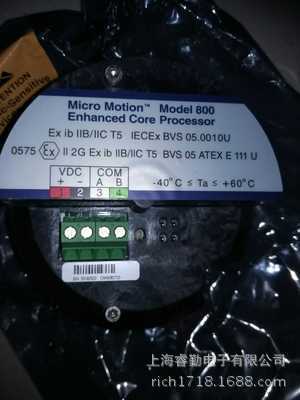 ATTENTION
Micro Motion™ Model 800
Enhanced Core Processor
Ex ib IIB/IIC T5 IECEx BVS 05.0010U
0575 Ex II 2G Ex ib IIB/IIC T5 BVS 05 ATEX E 111 U
VDC COM
+ - A B
1 2 3 4
-40°C ≤ Ta ≤ +60°C
上海睿勤电子有限公司
rich1718.1688.com